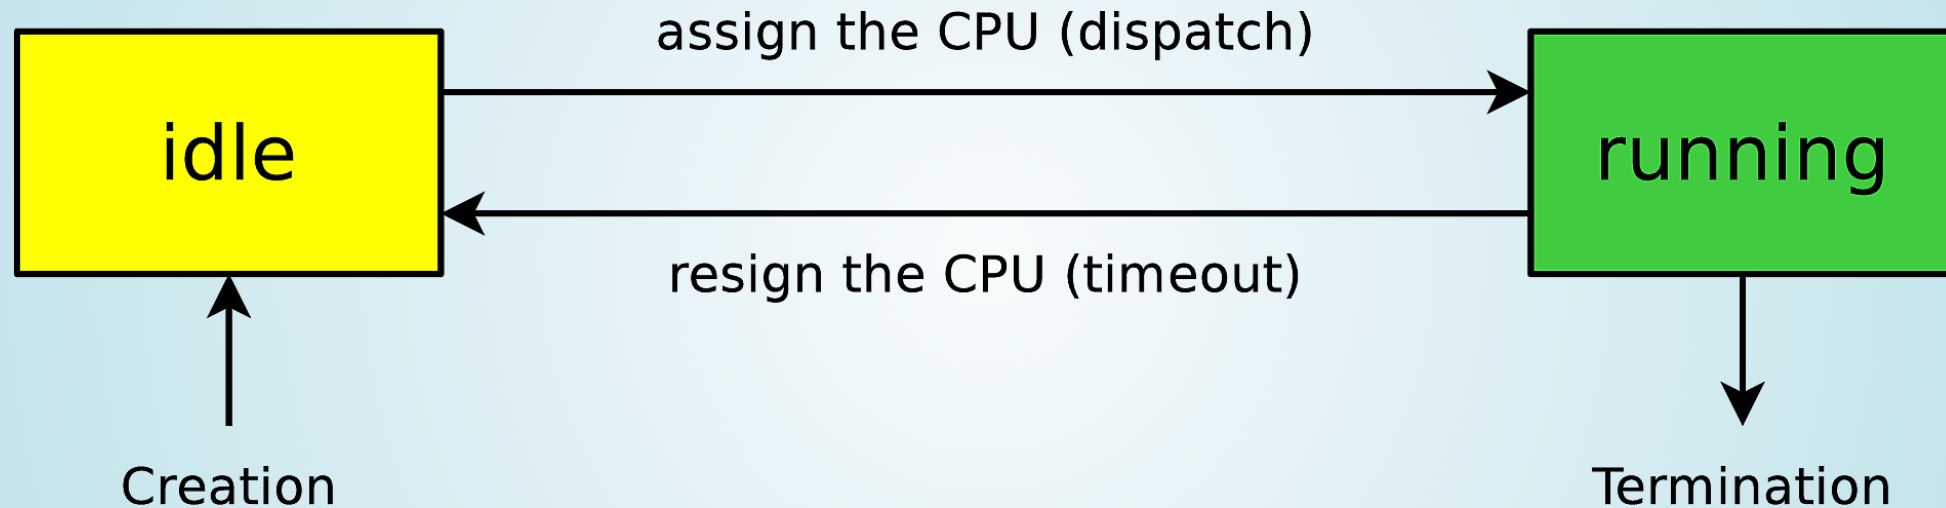 assign the CPU (dispatch)
idle
running
resign the CPU (timeout)
Creation
Termination